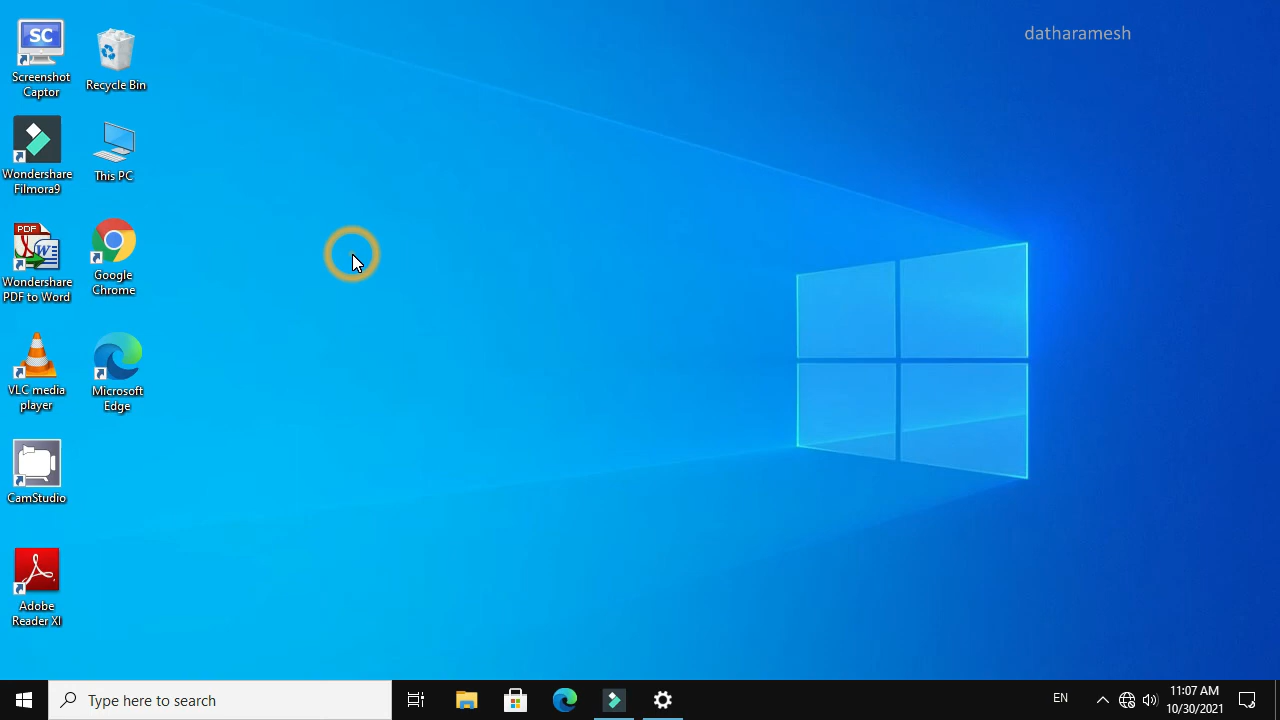 datharamesh
SC
Screenshot
Captor
Recycle Bin
Wondershare
Filmora9
This PC
PDF
W
Wondershare
PDF to Word
Google
Chrome
VLC media
player
Microsoft
Edge
CamStudio
Adobe
Reader XI
Type here to search
EN
11:07 AM
10/30/2021